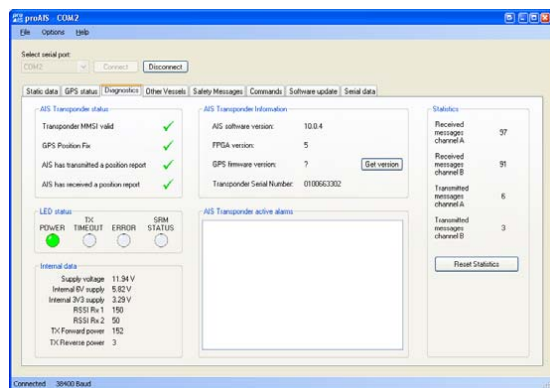 proAIS - COM2
File Options Help
Select serial port:
COM2 Connect Disconnect
Static data GPS status Diagnostics Other Vessels Safety Messages Commands Software update Serial data
AIS Transponder status
Transponder MMSI valid
GPS Position Fix
AIS has transmitted a position report
AIS has received a position report
LED status
POWER TX TIMEOUT ERROR SRM STATUS
Internal data
Supply voltage 11.94 V
Internal 6V supply 5.82 V
Internal 3V3 supply 3.29 V
RSSI Rx 1 150
RSSI Rx 2 50
TX Forward power 152
TX Reverse power 3
AIS Transponder Information
AIS software version: 10.0.4
FPGA version: 5
GPS firmware version: ? Get version
Transponder Serial Number: 0100663302
AIS Transponder active alarms
Statistics
Received messages channel A 97
Received messages channel B 91
Transmitted messages channel A 6
Transmitted messages channel B 3
Reset Statistics
Connected 38400 Baud